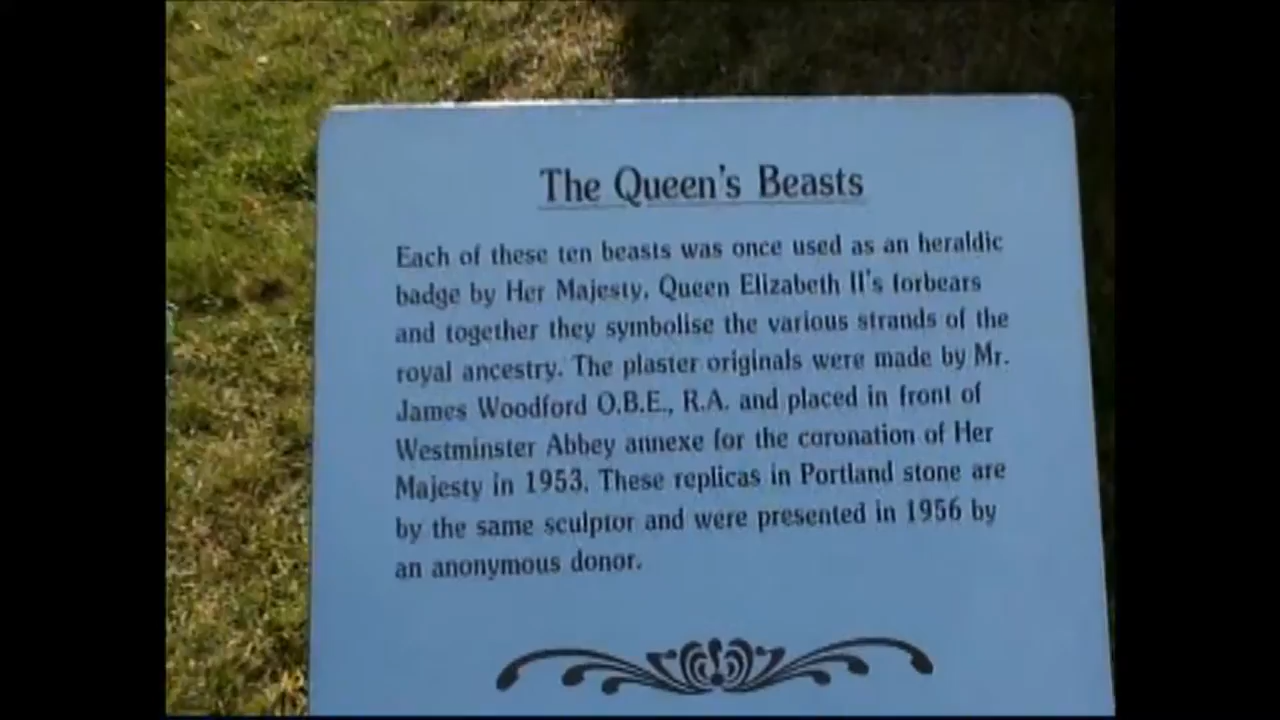 The Queen's Beasts
Each of these ten beasts was once used as an heraldic
badge by Her Majesty, Queen Elizabeth II's forbears
and together they symbolise the various strands of the
royal ancestry. The plaster originals were made by Mr.
James Woodford O.B.E., R.A. and placed in front of
Westminster Abbey annexe for the coronation of Her
Majesty in 1953. These replicas in Portland stone are
by the same sculptor and were presented in 1956 by
an anonymous donor.